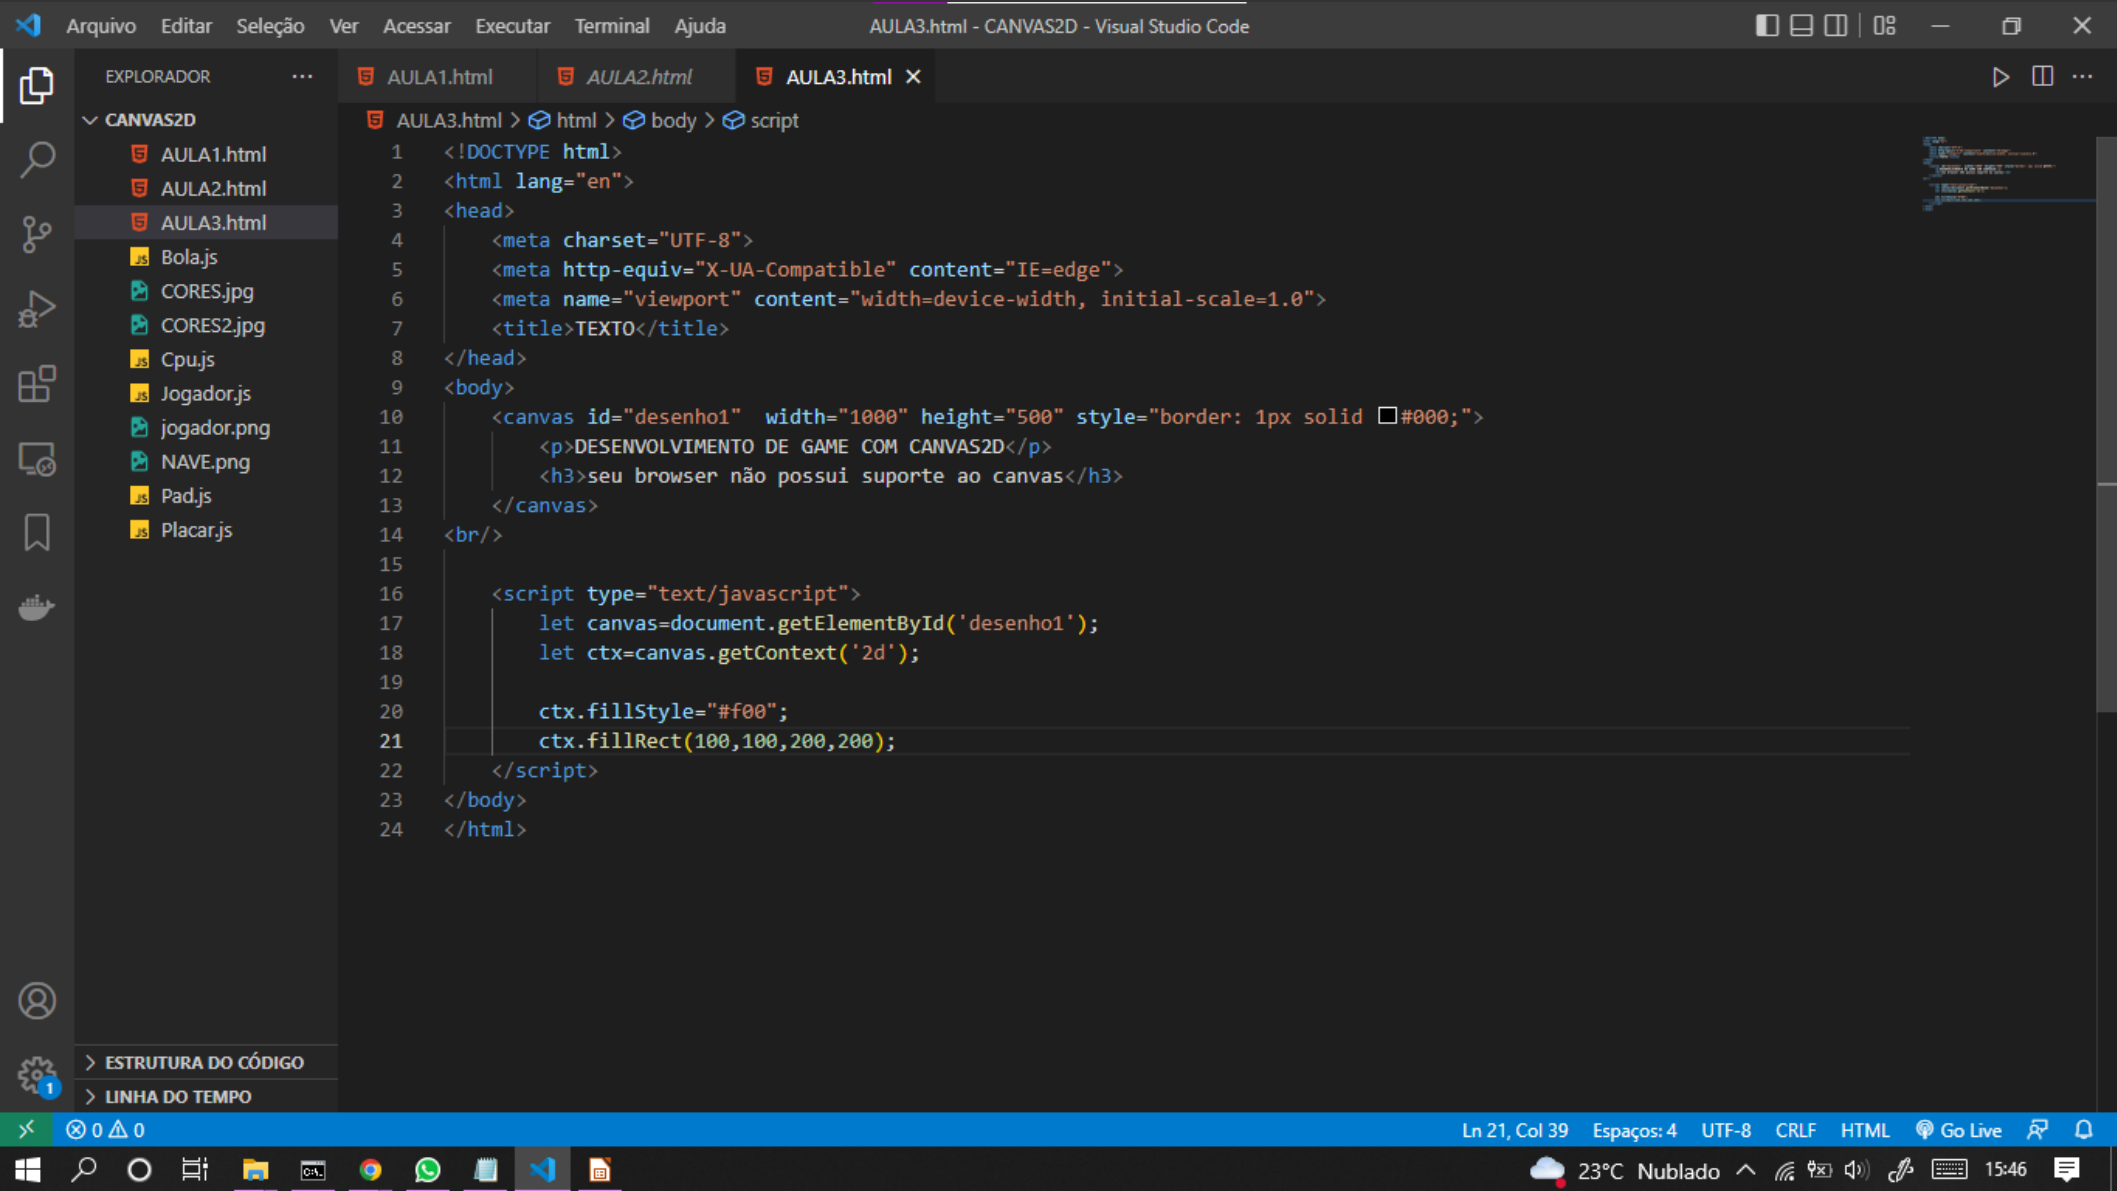 Arquivo Editar Seleção Ver Acessar Executar Terminal Ajuda
AULA3.html - CANVAS2D - Visual Studio Code
EXPLORADOR
CANVAS2D
AULA1.html
AULA2.html
AULA3.html
Bola.js
CORES.jpg
CORES2.jpg
Cpu.js
Jogador.js
jogador.png
NAVE.png
Pad.js
Placar.js
ESTRUTURA DO CÓDIGO
LINHA DO TEMPO
AULA1.html AULA2.html AULA3.html
AULA3.html > html > body > script
1 <!DOCTYPE html>
2 <html lang="en">
3 <head>
4 <meta charset="UTF-8">
5 <meta http-equiv="X-UA-Compatible" content="IE=edge">
6 <meta name="viewport" content="width=device-width, initial-scale=1.0">
7 <title>TEXTO</title>
8 </head>
9 <body>
10 <canvas id="desenho1"  width="1000" height="500" style="border: 1px solid #000;">
11 <p>DESENVOLVIMENTO DE GAME COM CANVAS2D</p>
12 <h3>seu browser não possui suporte ao canvas</h3>
13 </canvas>
14 <br/>
15
16 <script type="text/javascript">
17 let canvas=document.getElementById('desenho1');
18 let ctx=canvas.getContext('2d');
19
20 ctx.fillStyle="#f00";
21 ctx.fillRect(100,100,200,200);
22 </script>
23 </body>
24 </html>
1
0 0
Ln 21, Col 39 Espaços: 4 UTF-8 CRLF HTML Go Live
23°C Nublado 15:46